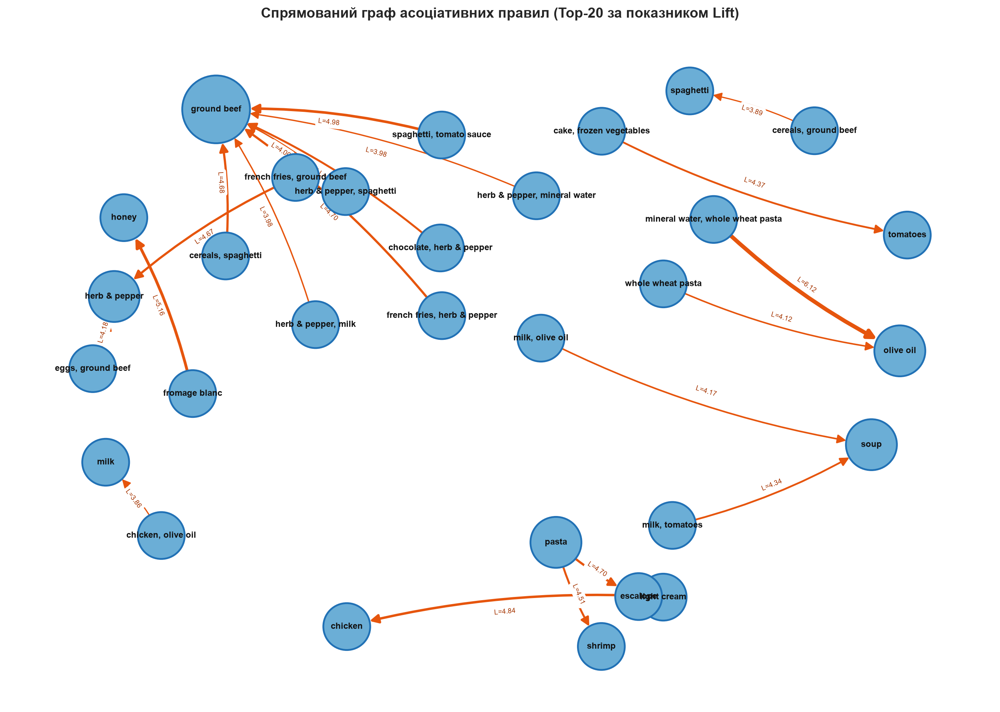 Спрямований граф асоціативних правил (Top-20 за показником Lift)
spaghetti
ground beef
L=3.89
L=4.98
cereals, ground beef
cake, frozen vegetables
spaghetti, tomato sauce
L=3.98
french fries, ground beef
L=4.68
L=4.37
herb & pepper, spaghetti
herb & pepper, mineral water
L=4.70
honey
L=3.98
mineral water, whole wheat pasta
tomatoes
L=4.67
chocolate, herb & pepper
cereals, spaghetti
whole wheat pasta
L=6.12
herb & pepper
L=5.16
french fries, herb & pepper
L=4.12
herb & pepper, milk
L=4.18
milk, olive oil
olive oil
eggs, ground beef
L=4.17
fromage blanc
soup
milk
L=4.34
L=3.86
milk, tomatoes
chicken, olive oil
pasta
L=4.70
L=4.51
escalope
light cream
L=4.84
chicken
shrimp